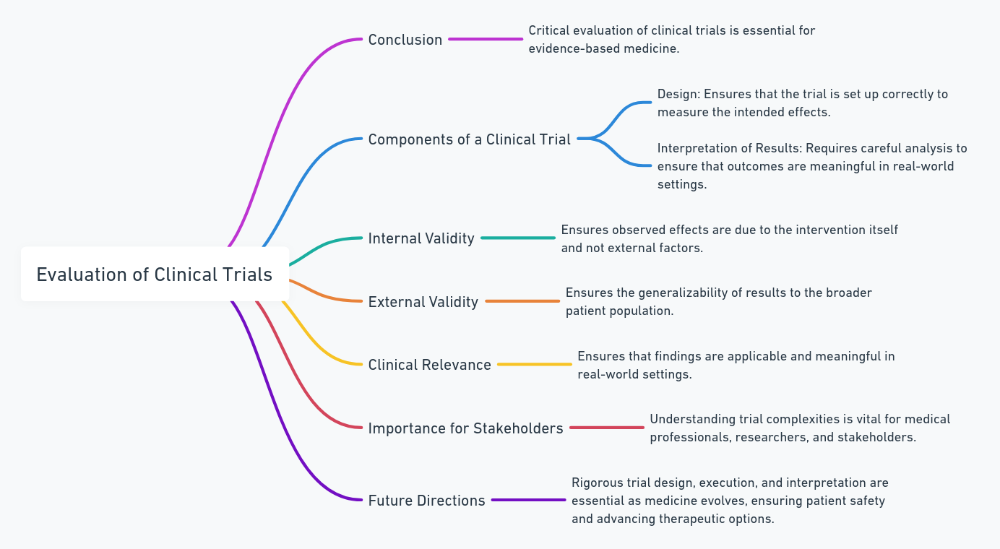 Conclusion
Critical evaluation of clinical trials is essential for
evidence-based medicine.
Components of a Clinical Trial
Design: Ensures that the trial is set up correctly to
measure the intended effects.
Interpretation of Results: Requires careful analysis to
ensure that outcomes are meaningful in real-world
settings.
Internal Validity
Ensures observed effects are due to the intervention itself
and not external factors.
Evaluation of Clinical Trials
External Validity
Ensures the generalizability of results to the broader
patient population.
Clinical Relevance
Ensures that findings are applicable and meaningful in
real-world settings.
Importance for Stakeholders
Understanding trial complexities is vital for medical
professionals, researchers, and stakeholders.
Future Directions
Rigorous trial design, execution, and interpretation are
essential as medicine evolves, ensuring patient safety
and advancing therapeutic options.